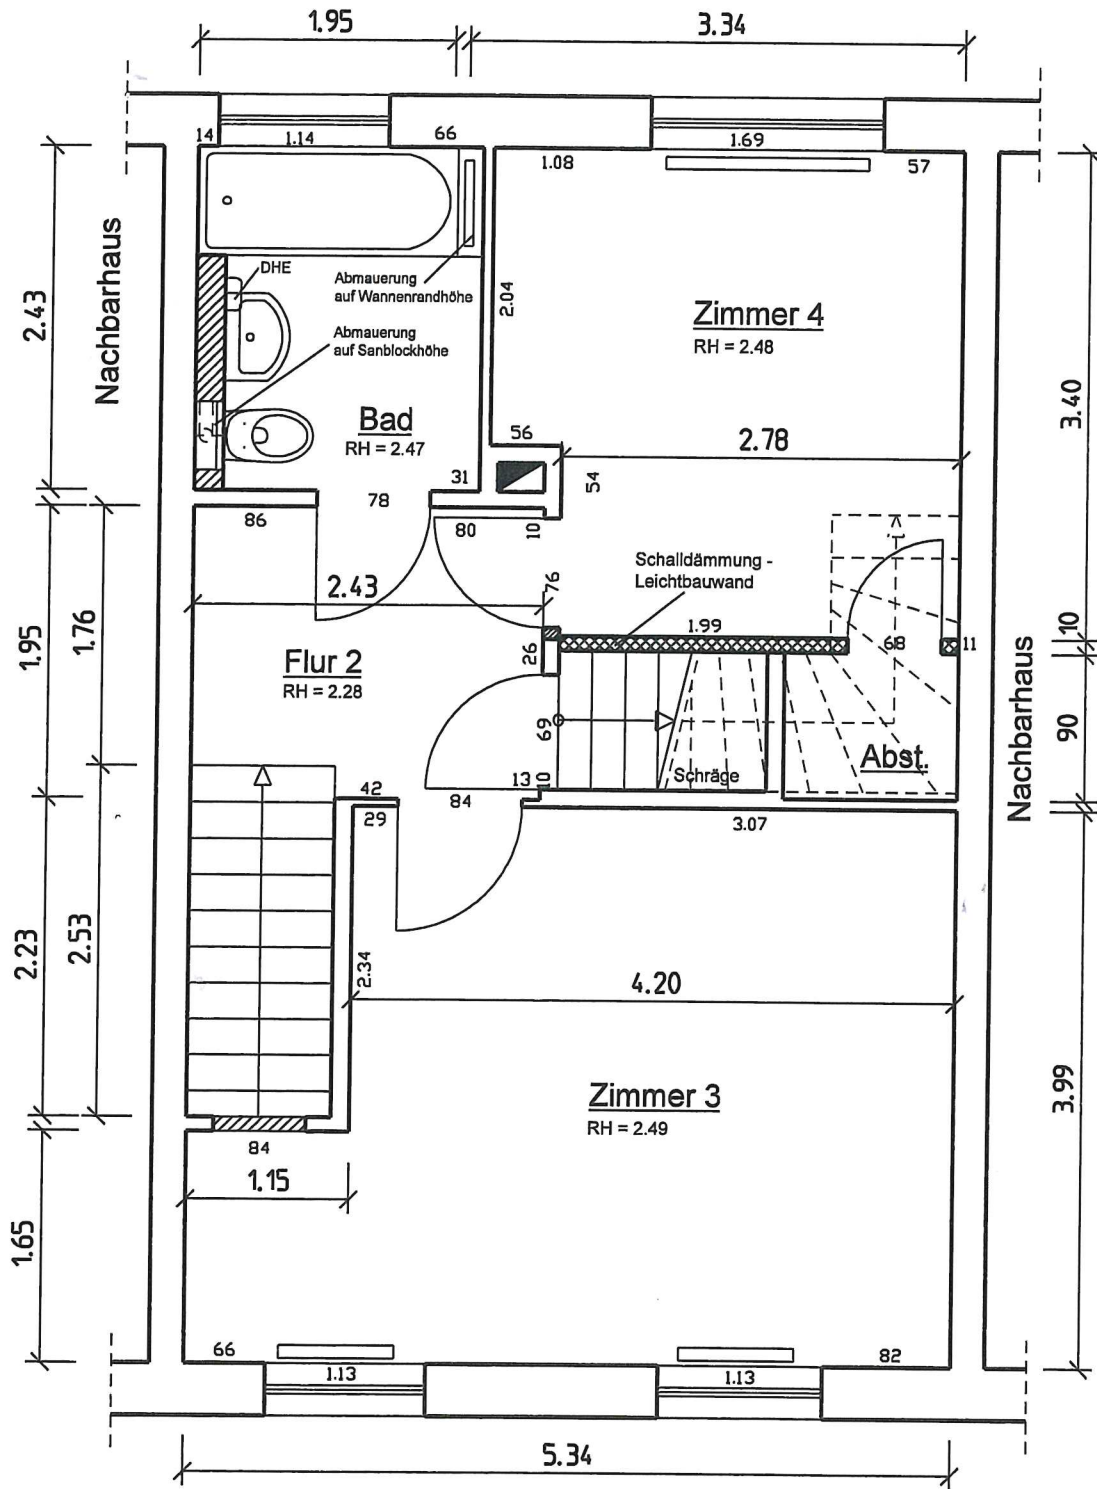 1.95
3.34
14
1.14
66
1.08
1.69
57
Nachbarhaus
2.43
DHE
Abmauerung
auf Wannenrandhöhe
Abmauerung
auf Sanblockhöhe
2.04
Zimmer 4
RH = 2.48
Bad
RH = 2.47
3.40
56
2.78
54
31
78
86
80
10
Schalldämmung -
Leichtbauwand
76
2.43
1.99
68
11
10
1.95
1.76
Flur 2
RH = 2.28
26
69
Schräge
Abst.
90
Nachbarhaus
13
10
42
84
29
3.07
2.23
2.53
2.34
4.20
Zimmer 3
RH = 2.49
3.99
84
1.15
1.65
66
1.13
1.13
82
5.34